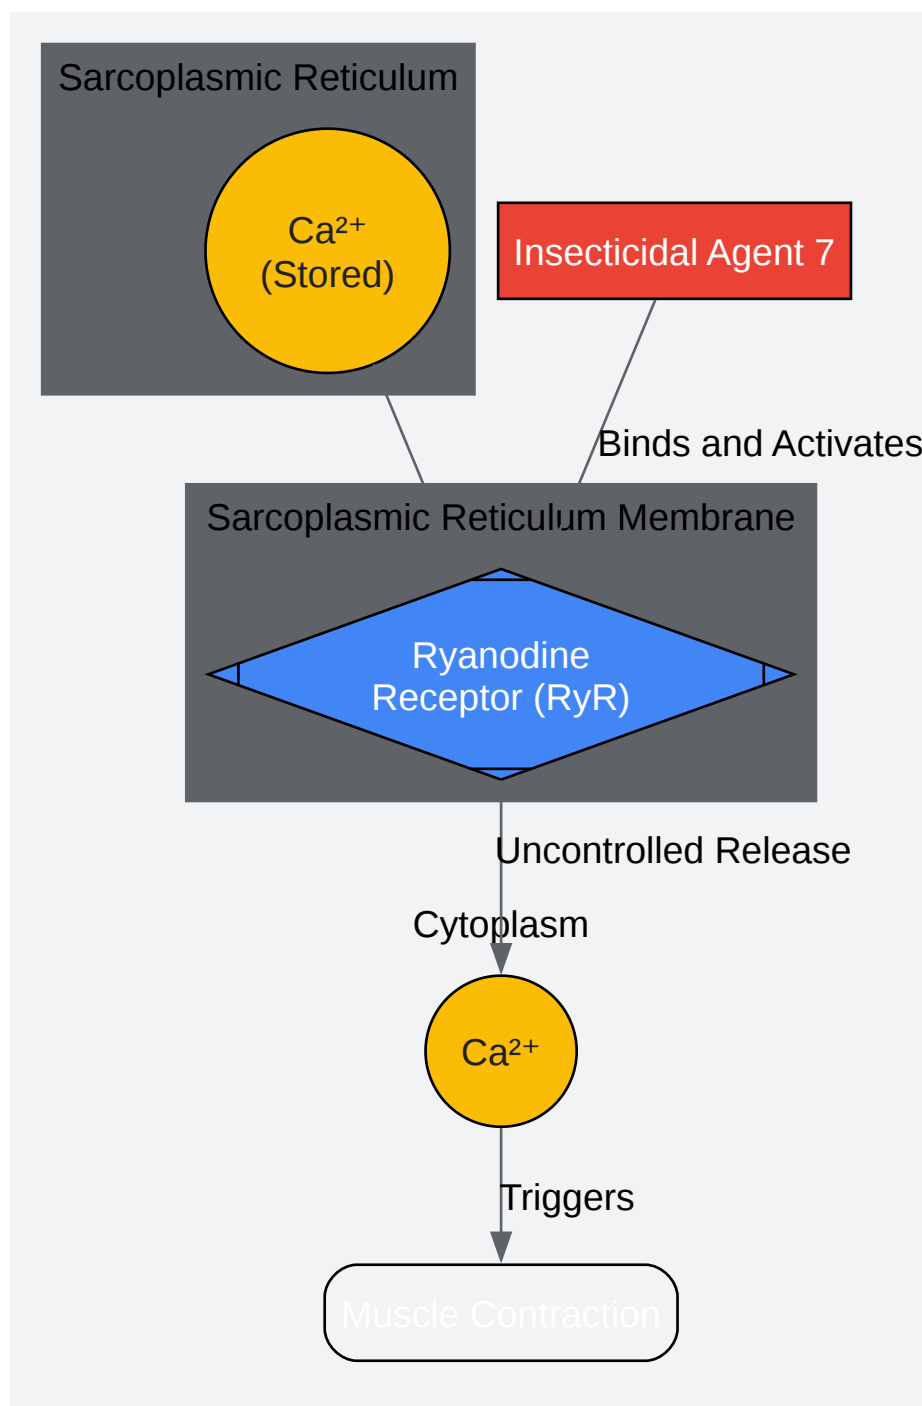 Sarcoplasmic Reticulum
Ca²⁺
(Stored)
Insecticidal Agent 7
Binds and Activates
Sarcoplasmic Reticulum Membrane
Ryanodine
Receptor (RyR)
Uncontrolled Release
Cytoplasm
Ca²⁺
Triggers
Muscle Contraction